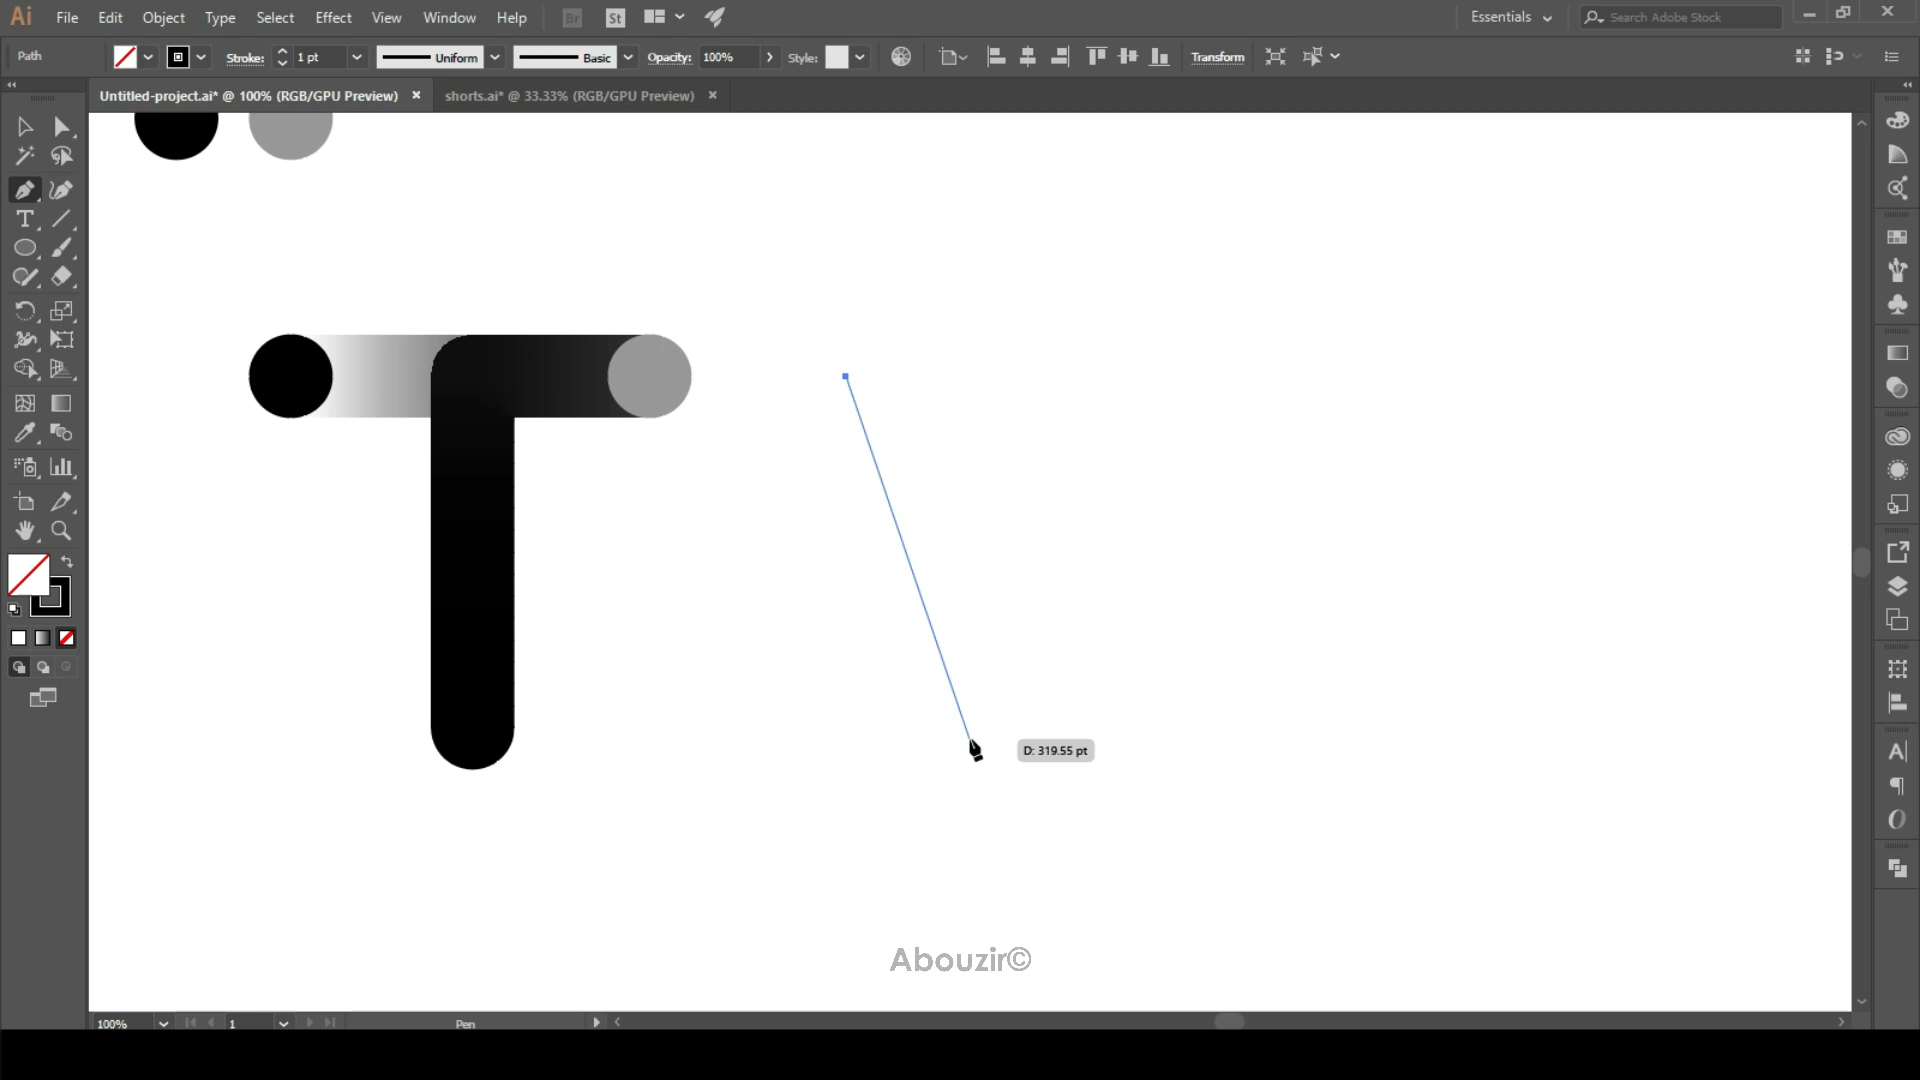 Ai File Edit Object Type Select Effect View Window Help Br St Essentials Search Adobe Stock
Path Stroke: 1 pt Uniform Basic Opacity: 100% Style: Transform
Untitled-project.ai* @ 100% (RGB/GPU Preview) × shorts.ai* @ 33.33% (RGB/GPU Preview) ×
D: 319.55 pt
Abouzir©
100% 1 Pen